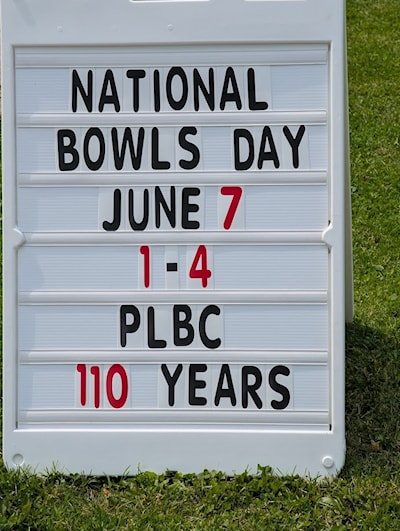 NATIONAL
BOWLS DAY
JUNE 7
1-4
PLBC
110 YEARS